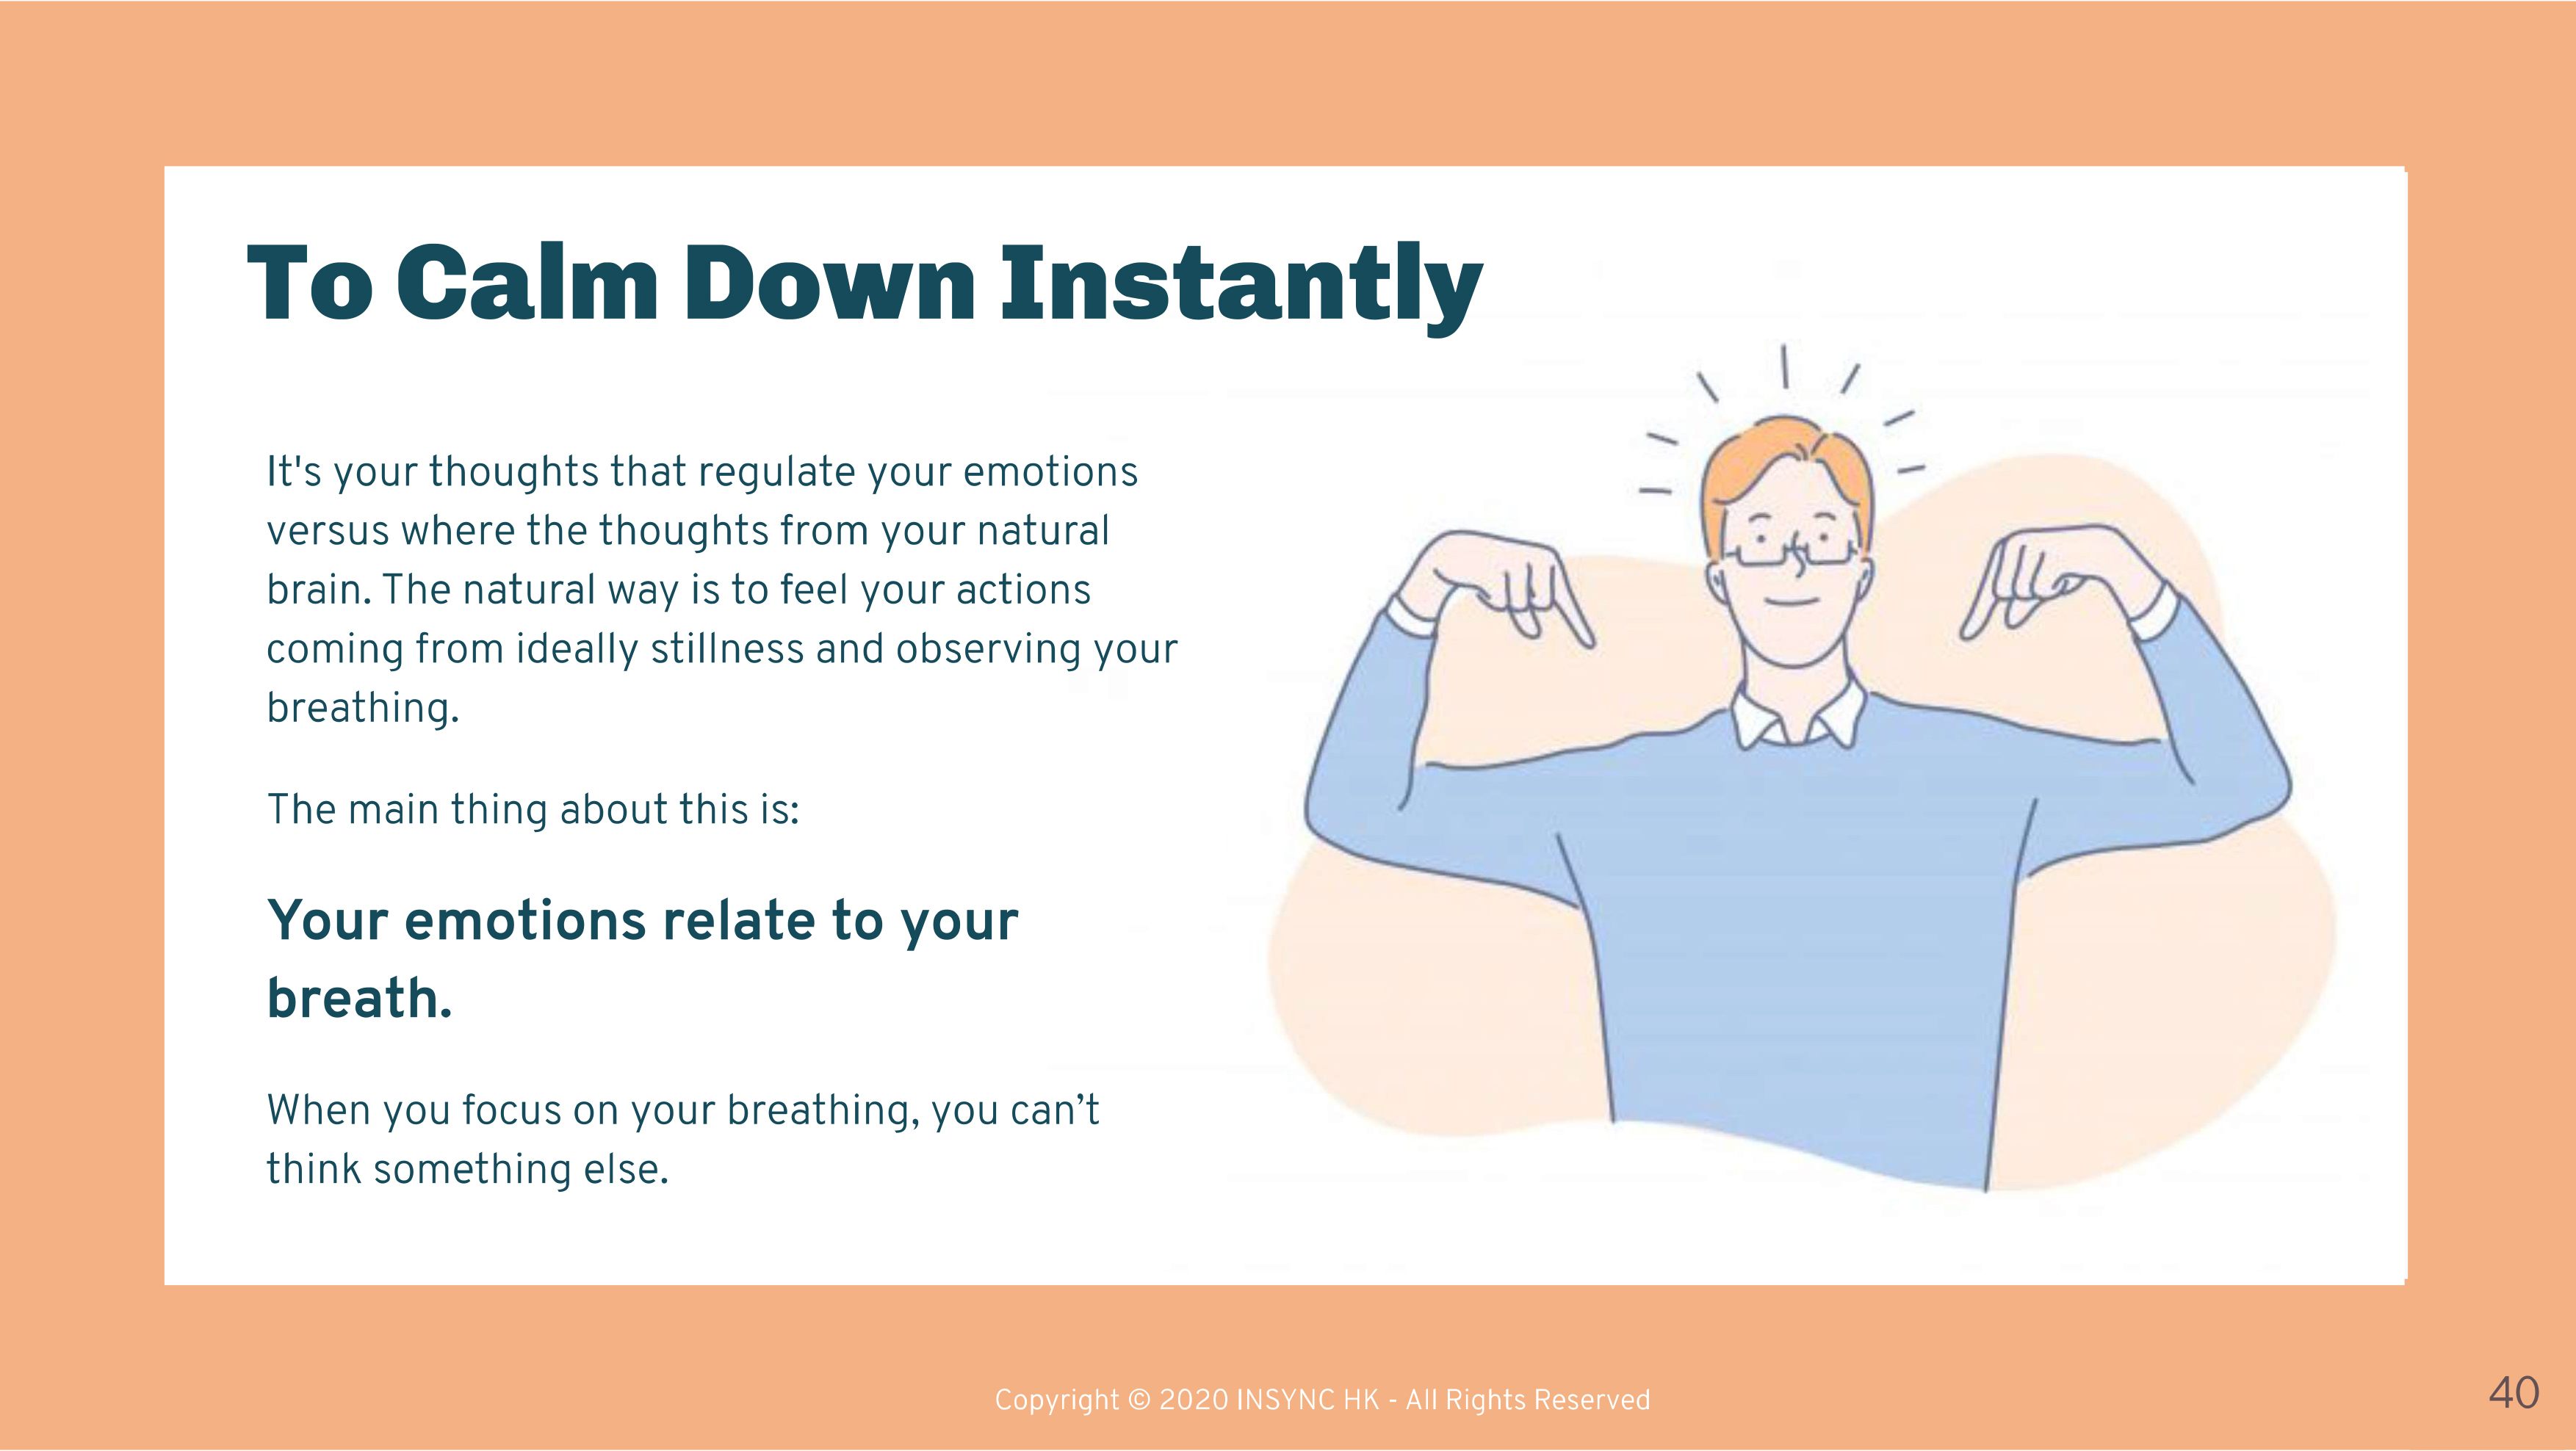 To Calm Down Instantly
It's your thoughts that regulate your emotions
versus where the thoughts from your natural
brain. The natural way is to feel your actions
coming from ideally stillness and observing your
breathing.
The main thing about this is:
Your emotions relate to your
breath.
When you focus on your breathing, you can’t
think something else.
Copyright © 2020 INSYNC HK - All Rights Reserved
40